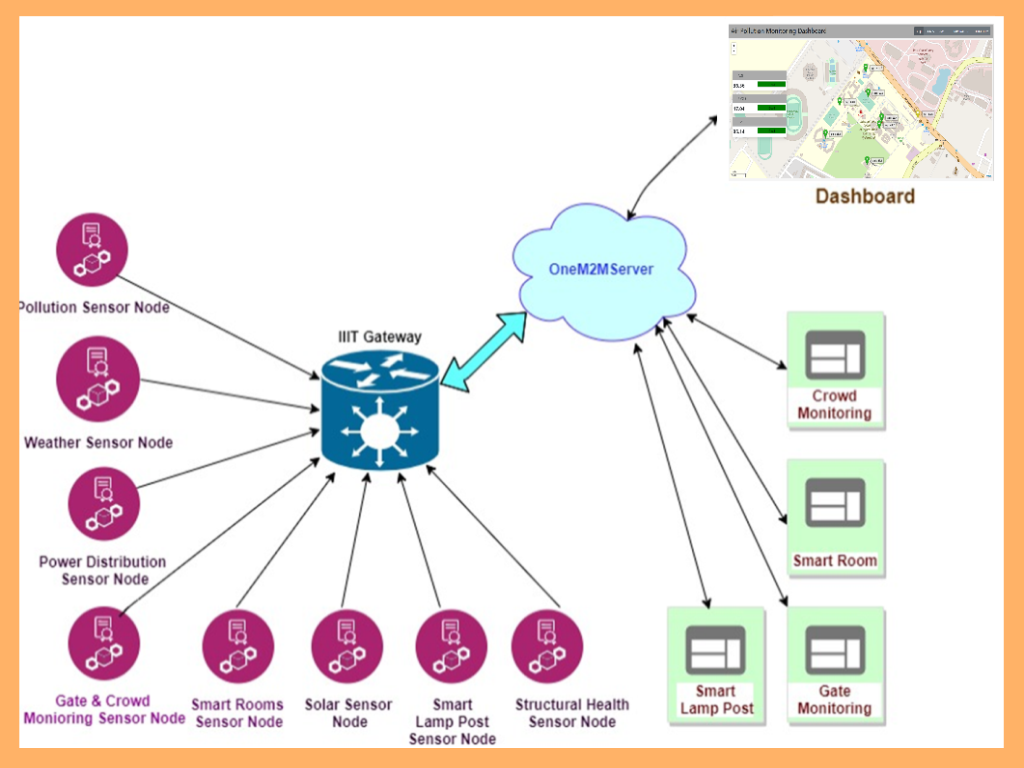 Pollution Monitoring Dashboard
Dashboard
OneM2MServer
Pollution Sensor Node
IIIT Gateway
Crowd
Monitoring
Weather Sensor Node
Power Distribution
Sensor Node
Smart Room
Gate & Crowd
Monioring Sensor Node
Smart Rooms
Sensor Node
Solar Sensor
Node
Smart
Lamp Post
Sensor Node
Structural Health
Sensor Node
Smart
Lamp Post
Gate
Monitoring